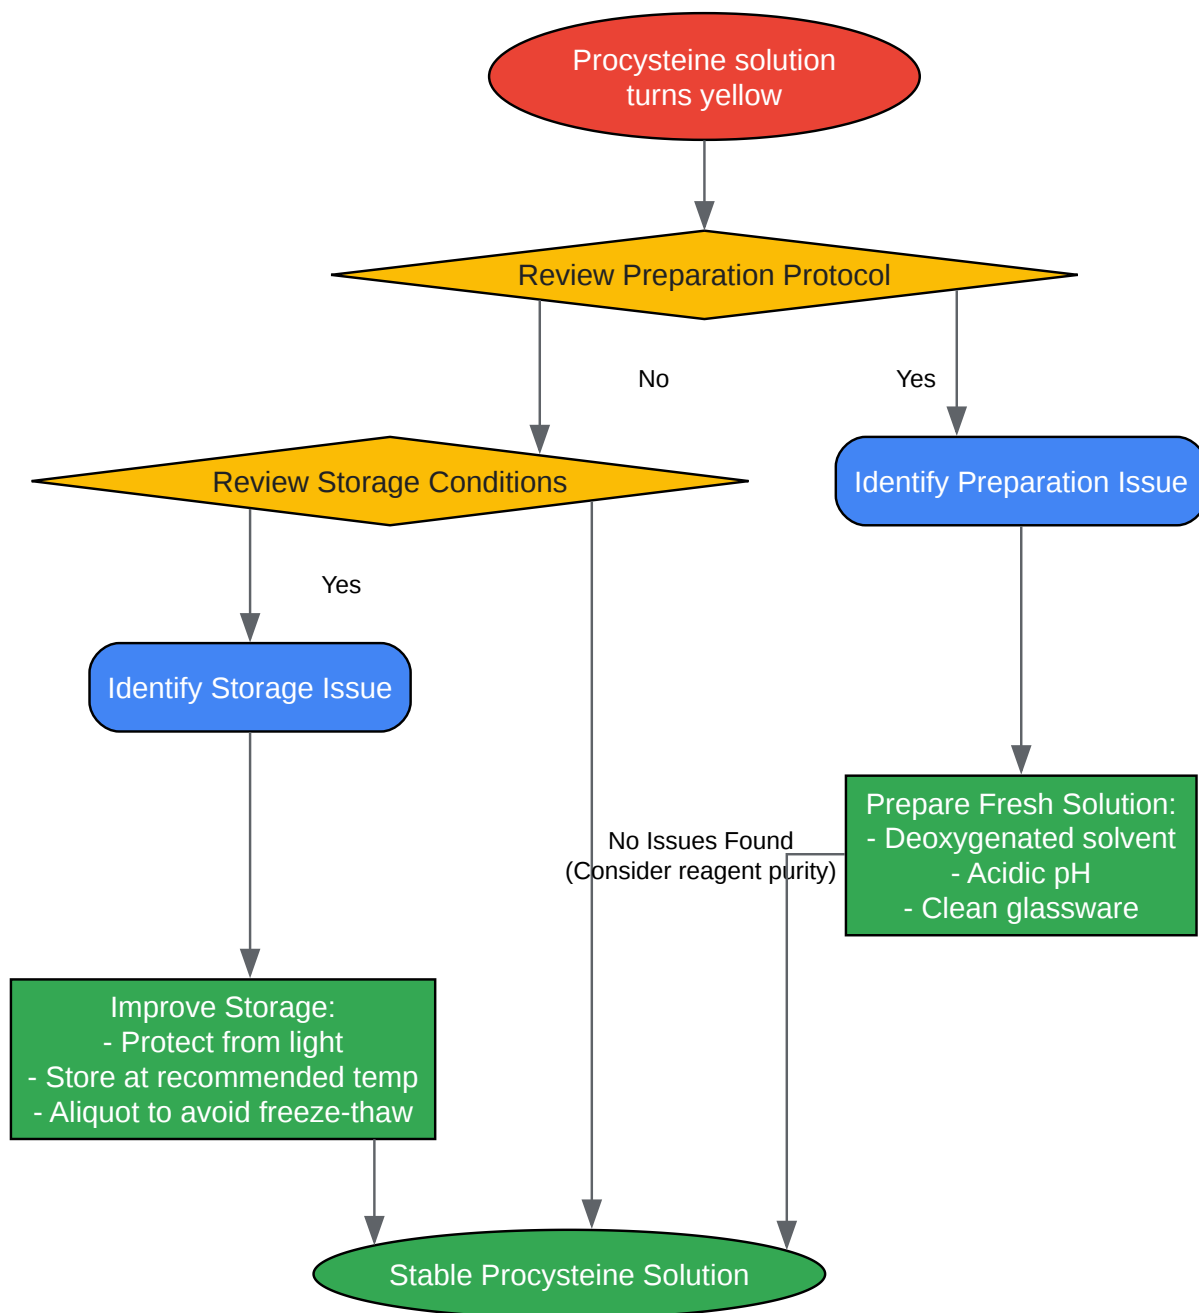 Procysteine solution
turns yellow
Review Preparation Protocol
No
Yes
Review Storage Conditions
Identify Preparation Issue
Yes
Identify Storage Issue
Prepare Fresh Solution:
- Deoxygenated solvent
- Acidic pH
- Clean glassware
No Issues Found
(Consider reagent purity)
Improve Storage:
- Protect from light
- Store at recommended temp
- Aliquot to avoid freeze-thaw
Stable Procysteine Solution